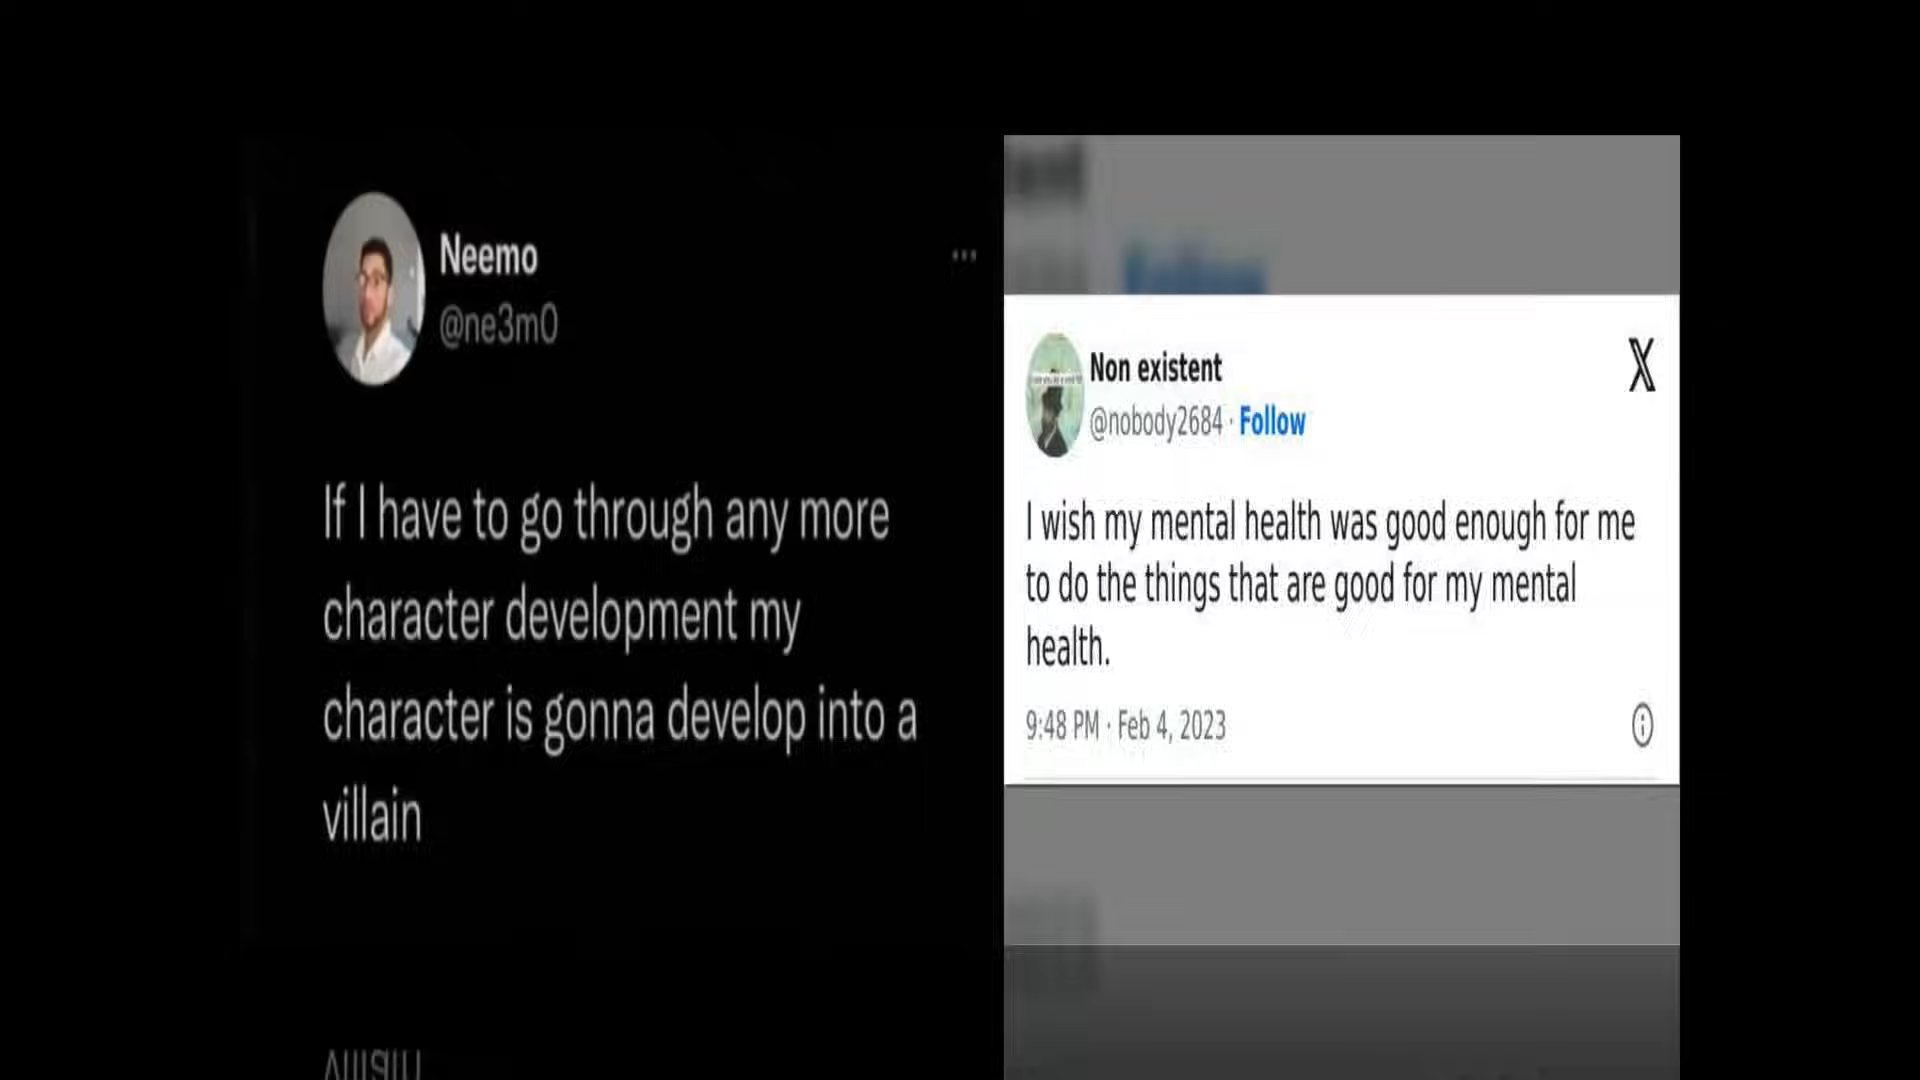 Neemo
@ne3m0
If I have to go through any more
character development my
character is gonna develop into a
villain
Non existent
@nobody2684 · Follow
I wish my mental health was good enough for me
to do the things that are good for my mental
health.
9:48 PM · Feb 4, 2023